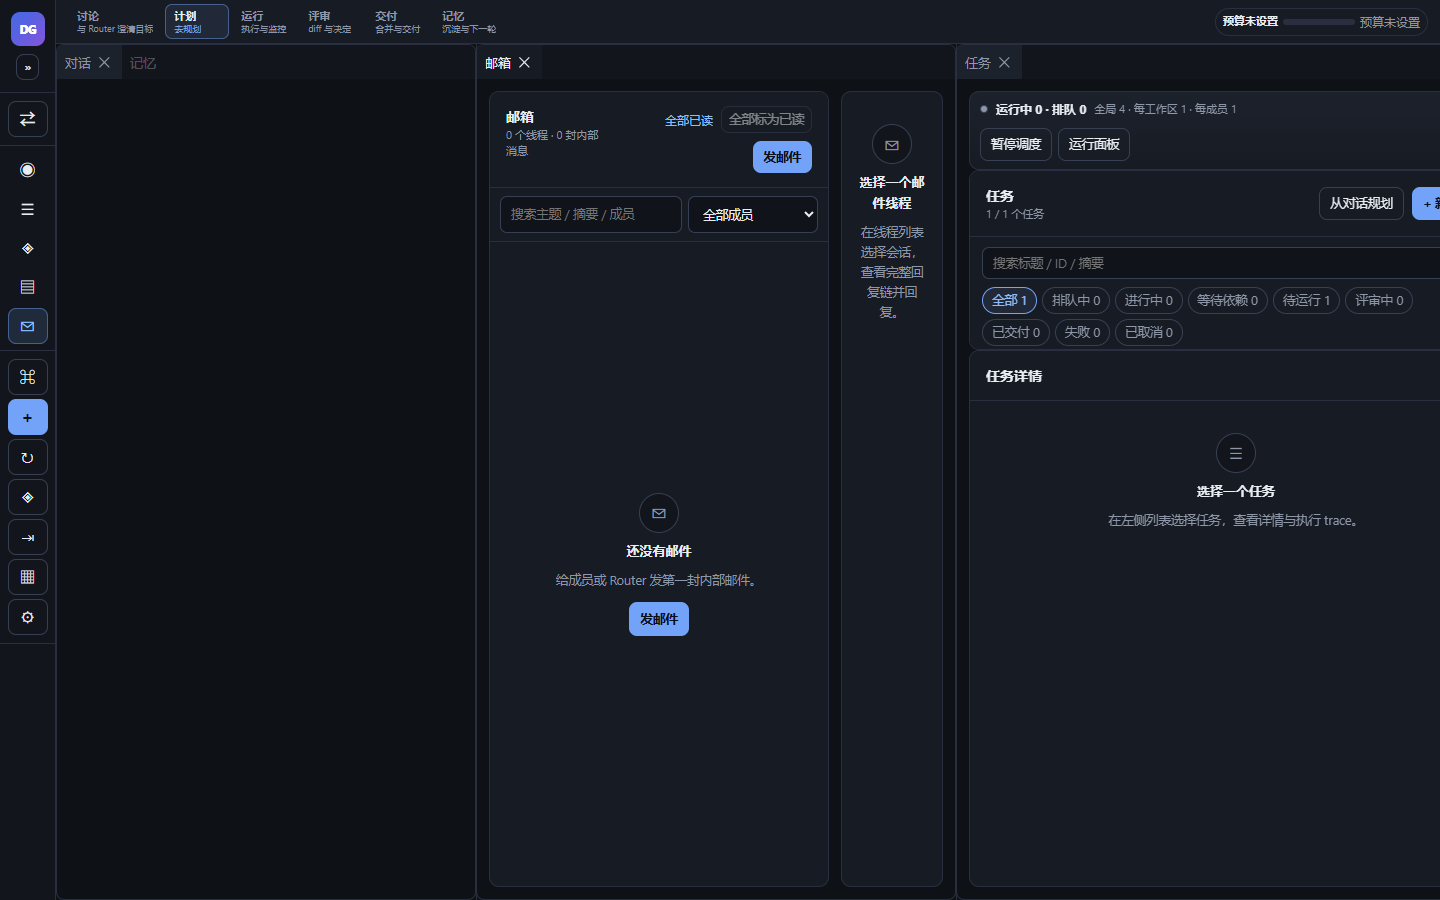 DG
»
讨论
与 Router 澄清目标
计划
去规划
运行
执行与监控
评审
diff 与决定
交付
合并与交付
记忆
沉淀与下一轮
预算未设置
预算未设置
对话
记忆
邮箱
邮箱
0 个线程 · 0 封内部
消息
全部已读
全部标为已读
发邮件
搜索主题 / 摘要 / 成员
全部成员
还没有邮件
给成员或 Router 发第一封内部邮件。
发邮件
选择一个邮
件线程
在线程列表
选择会话，
查看完整回
复链并回
复。
任务
运行中 0 · 排队 0 全局 4 · 每工作区 1 · 每成员 1
暂停调度
运行面板
任务
1 / 1 个任务
从对话规划
+ 新
搜索标题 / ID / 摘要
全部 1
排队中 0
进行中 0
等待依赖 0
待运行 1
评审中 0
已交付 0
失败 0
已取消 0
任务详情
选择一个任务
在左侧列表选择任务，查看详情与执行 trace。